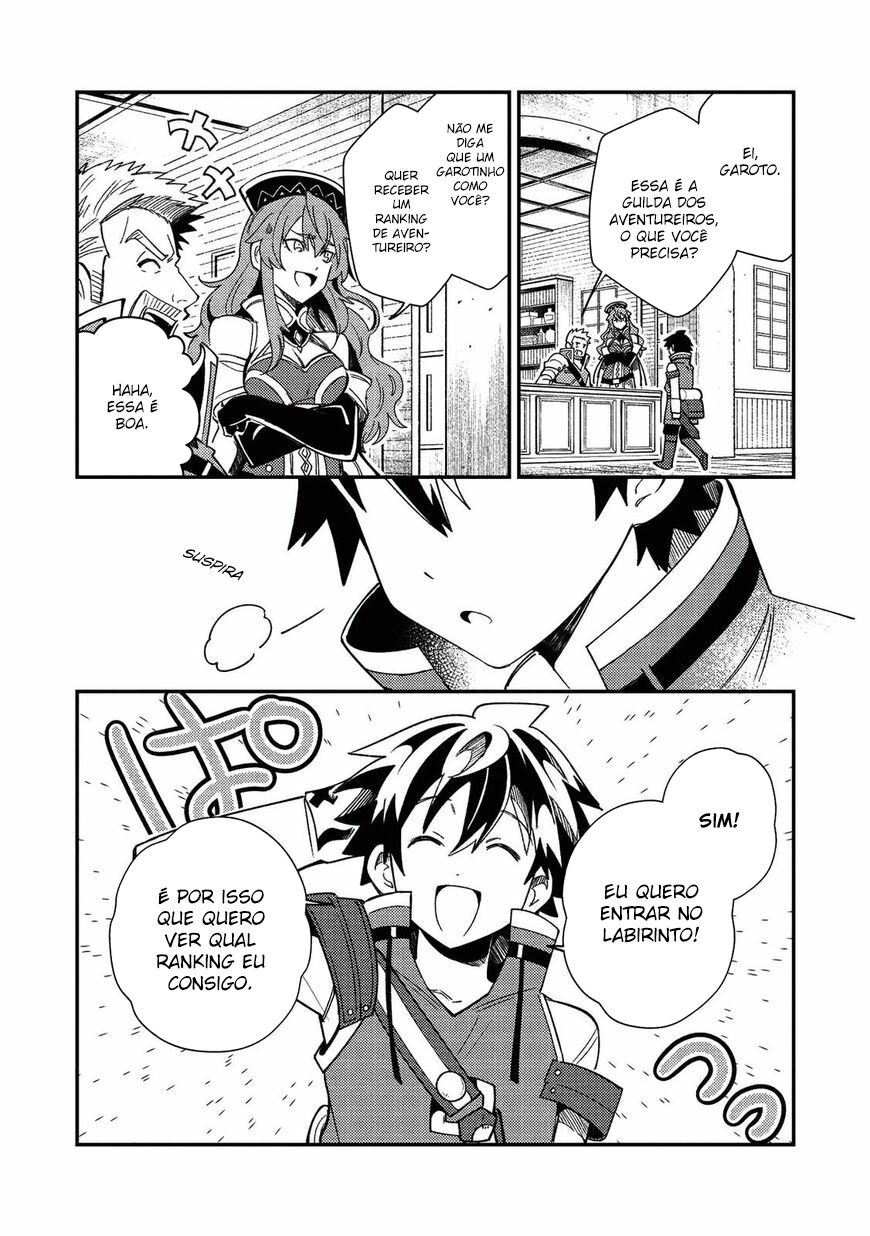 EI,
GAROTO.
ESSA É A
GUILDA DOS
AVENTUREIROS,
O QUE VOCÊ
PRECISA?
NÃO ME
DIGA
QUE UM
GAROTINHO
COMO
VOCÊ?
QUER
RECEBER
UM
RANKING
DE AVEN-
TUREIRO?
HAHA,
ESSA É
BOA.
SUSPIRA
SIM!
EU QUERO
ENTRAR NO
LABIRINTO!
É POR ISSO
QUE QUERO
VER QUAL
RANKING EU
CONSIGO.
ぱぁ